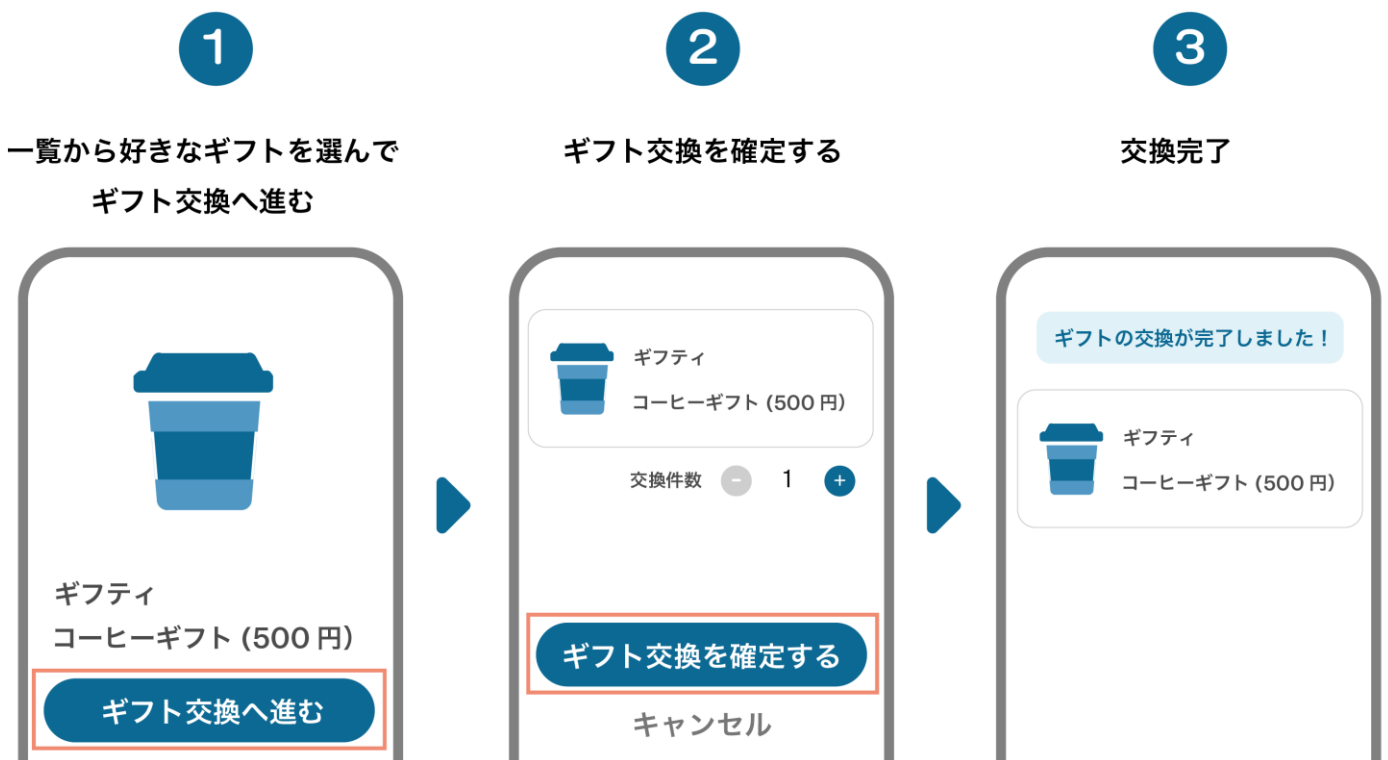 1
一覧から好きなギフトを選んで
ギフト交換へ進む
ギフティ
コーヒーギフト (500 円)
ギフト交換へ進む
2
ギフト交換を確定する
ギフティ
コーヒーギフト (500 円)
交換件数 - 1 +
ギフト交換を確定する
キャンセル
3
交換完了
ギフトの交換が完了しました！
ギフティ
コーヒーギフト (500 円)